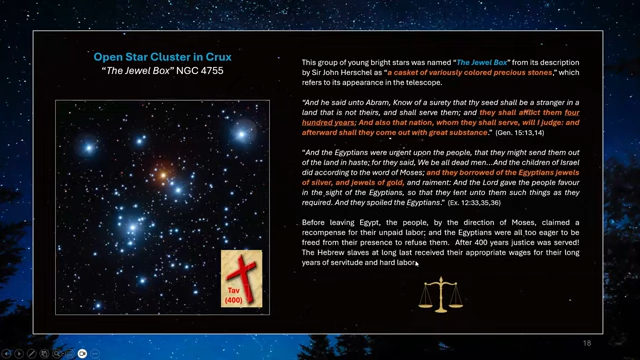 Open Star Cluster in Crux
"The Jewel Box" NGC 4755
Tav
(400)
This group of young bright stars was named "The Jewel Box" from its description
by Sir John Herschel as "a casket of variously colored precious stones," which
refers to its appearance in the telescope.
"And he said unto Abram, Know of a surety that thy seed shall be a stranger in a
land that is not theirs, and shall serve them; and they shall afflict them four
hundred years; And also that nation, whom they shall serve, will I judge: and
afterward shall they come out with great substance." (Gen. 15:13,14)
"And the Egyptians were urgent upon the people, that they might send them out
of the land in haste; for they said, We be all dead men...And the children of Israel
did according to the word of Moses; and they borrowed of the Egyptians jewels
of silver, and jewels of gold, and raiment: And the Lord gave the people favour
in the sight of the Egyptians, so that they lent unto them such things as they
required. And they spoiled the Egyptians." (Ex. 12:33,35,36)
Before leaving Egypt, the people, by the direction of Moses, claimed a
recompense for their unpaid labor; and the Egyptians were all too eager to be
freed from their presence to refuse them. After 400 years justice was served!
The Hebrew slaves at long last received their appropriate wages for their long
years of servitude and hard labor.
18